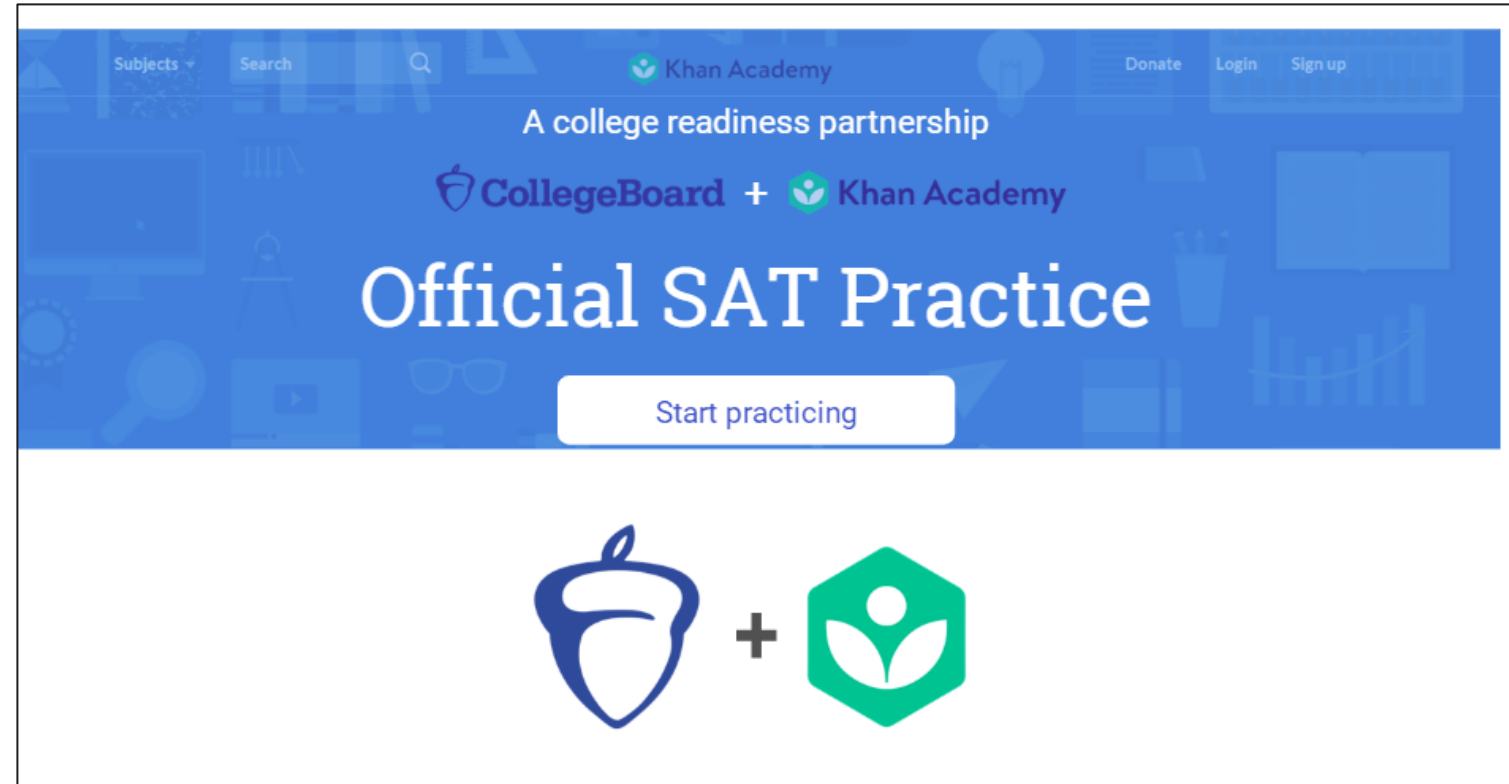 Subjects Search Khan Academy Donate Login Sign up
A college readiness partnership
CollegeBoard + Khan Academy
Official SAT Practice
Start practicing
+